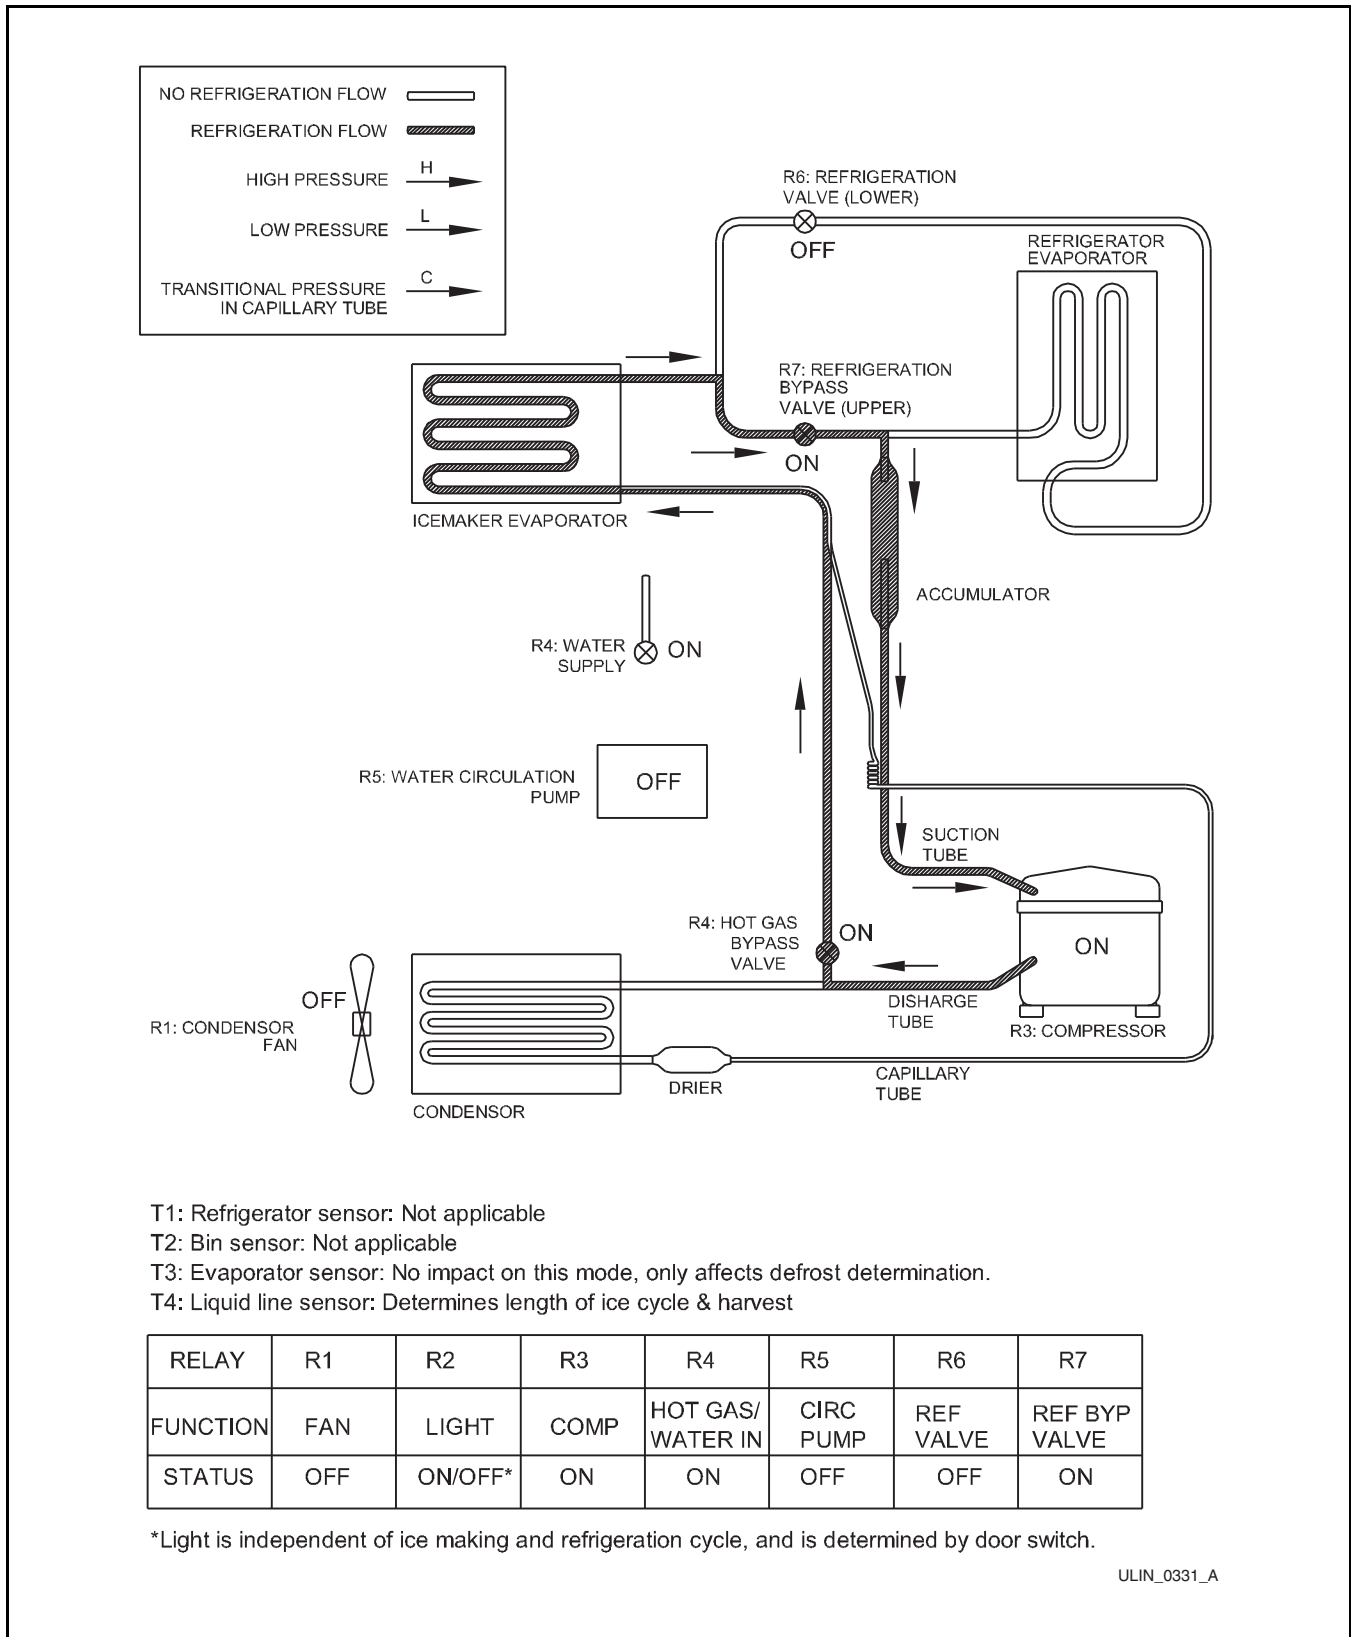 NO REFRIGERATION FLOW
REFRIGERATION FLOW
HIGH PRESSURE
H
LOW PRESSURE
L
TRANSITIONAL PRESSURE
IN CAPILLARY TUBE
C
R6: REFRIGERATION
VALVE (LOWER)
OFF
REFRIGERATOR
EVAPORATOR
R7: REFRIGERATION
BYPASS
VALVE (UPPER)
ON
ICEMAKER EVAPORATOR
ACCUMULATOR
R4: WATER
SUPPLY
ON
R5: WATER CIRCULATION
PUMP
OFF
SUCTION
TUBE
R4: HOT GAS
BYPASS
VALVE
ON
ON
OFF
R1: CONDENSOR
FAN
DISHARGE
TUBE
R3: COMPRESSOR
DRIER
CAPILLARY
TUBE
CONDENSOR
T1: Refrigerator sensor: Not applicable
T2: Bin sensor: Not applicable
T3: Evaporator sensor: No impact on this mode, only affects defrost determination.
T4: Liquid line sensor: Determines length of ice cycle & harvest
RELAY R1 R2 R3 R4 R5 R6 R7
FUNCTION FAN LIGHT COMP HOT GAS/ WATER IN CIRC PUMP REF VALVE REF BYP VALVE
STATUS OFF ON/OFF* ON ON OFF OFF ON
*Light is independent of ice making and refrigeration cycle, and is determined by door switch.
ULIN_0331_A